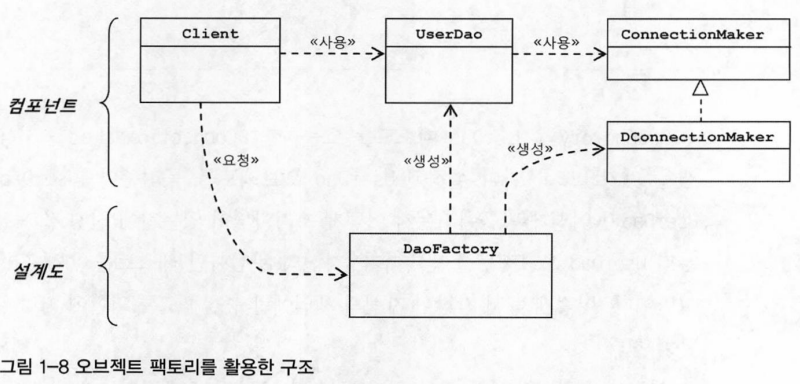 Client
UserDao
ConnectionMaker
«사용»
«사용»
컴포넌트
DConnectionMaker
«요청»
«생성»
«생성»
DaoFactory
설계도
그림 1-8 오브젝트 팩토리를 활용한 구조